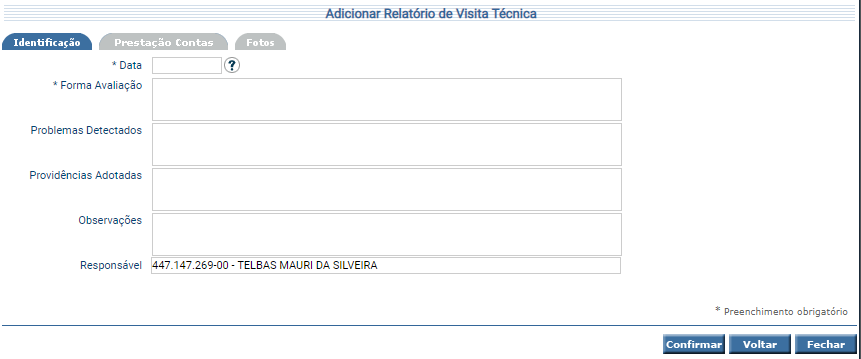 Adicionar Relatório de Visita Técnica
Identificação Prestação Contas Fotos
* Data ?
* Forma Avaliação
Problemas Detectados
Providências Adotadas
Observações
Responsável 447.147.269-00 - TELBAS MAURI DA SILVEIRA
* Preenchimento obrigatório
Confirmar Voltar Fechar